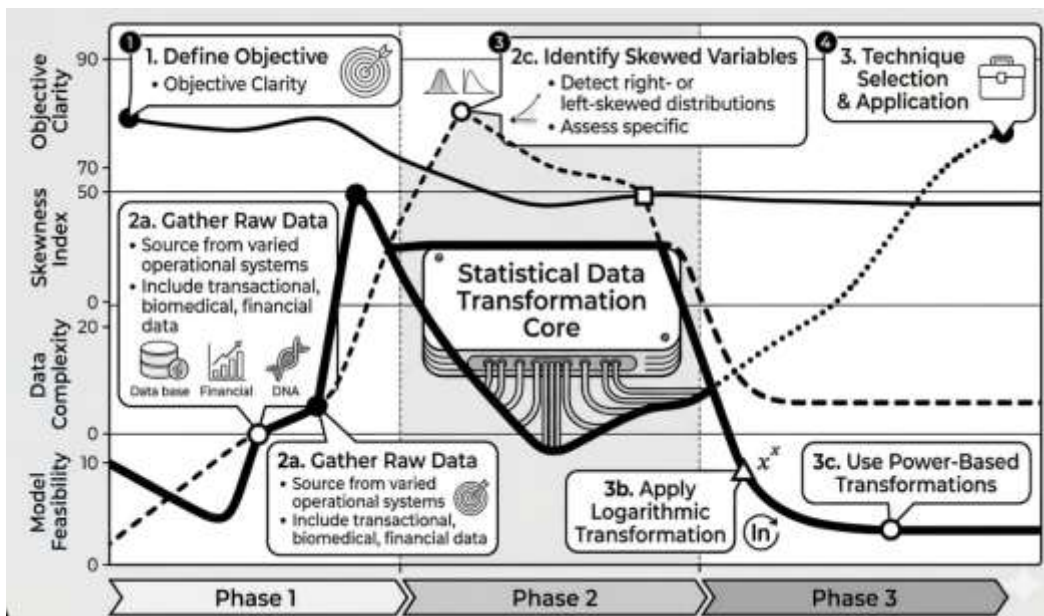 1
1. Define Objective
• Objective Clarity
3
2c. Identify Skewed Variables
• Detect right- or
left-skewed distributions
• Assess specific
4
3. Technique
Selection
& Application
Objective
Clarity
90
70
Skewness
Index
50
0
Data
Complexity
20
0
Model
Feasibility
10
0
2a. Gather Raw Data
• Source from varied
operational systems
• Include transactional,
biomedical, financial
data
Data base
Financial
DNA
Statistical Data
Transformation
Core
2a. Gather Raw Data
• Source from varied
operational systems
• Include transactional,
biomedical, financial data
3b. Apply
Logarithmic
Transformation
ln
x^x
3c. Use Power-Based
Transformations
Phase 1
Phase 2
Phase 3